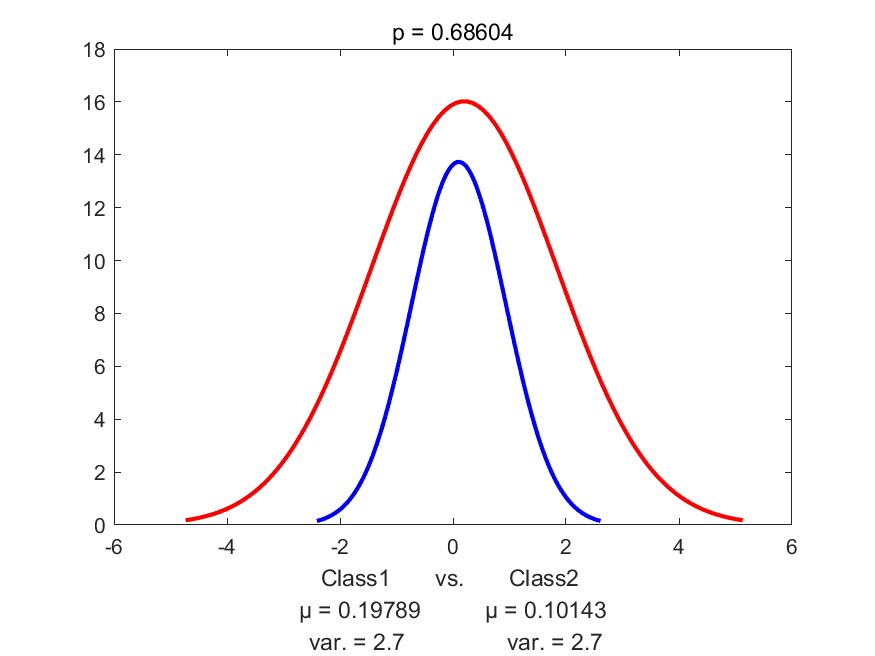 p = 0.68604
18
16
14
12
10
8
6
4
2
0
-6 -4 -2 0 2 4 6
Class1 vs. Class2
μ = 0.19789 μ = 0.10143
var. = 2.7 var. = 2.7